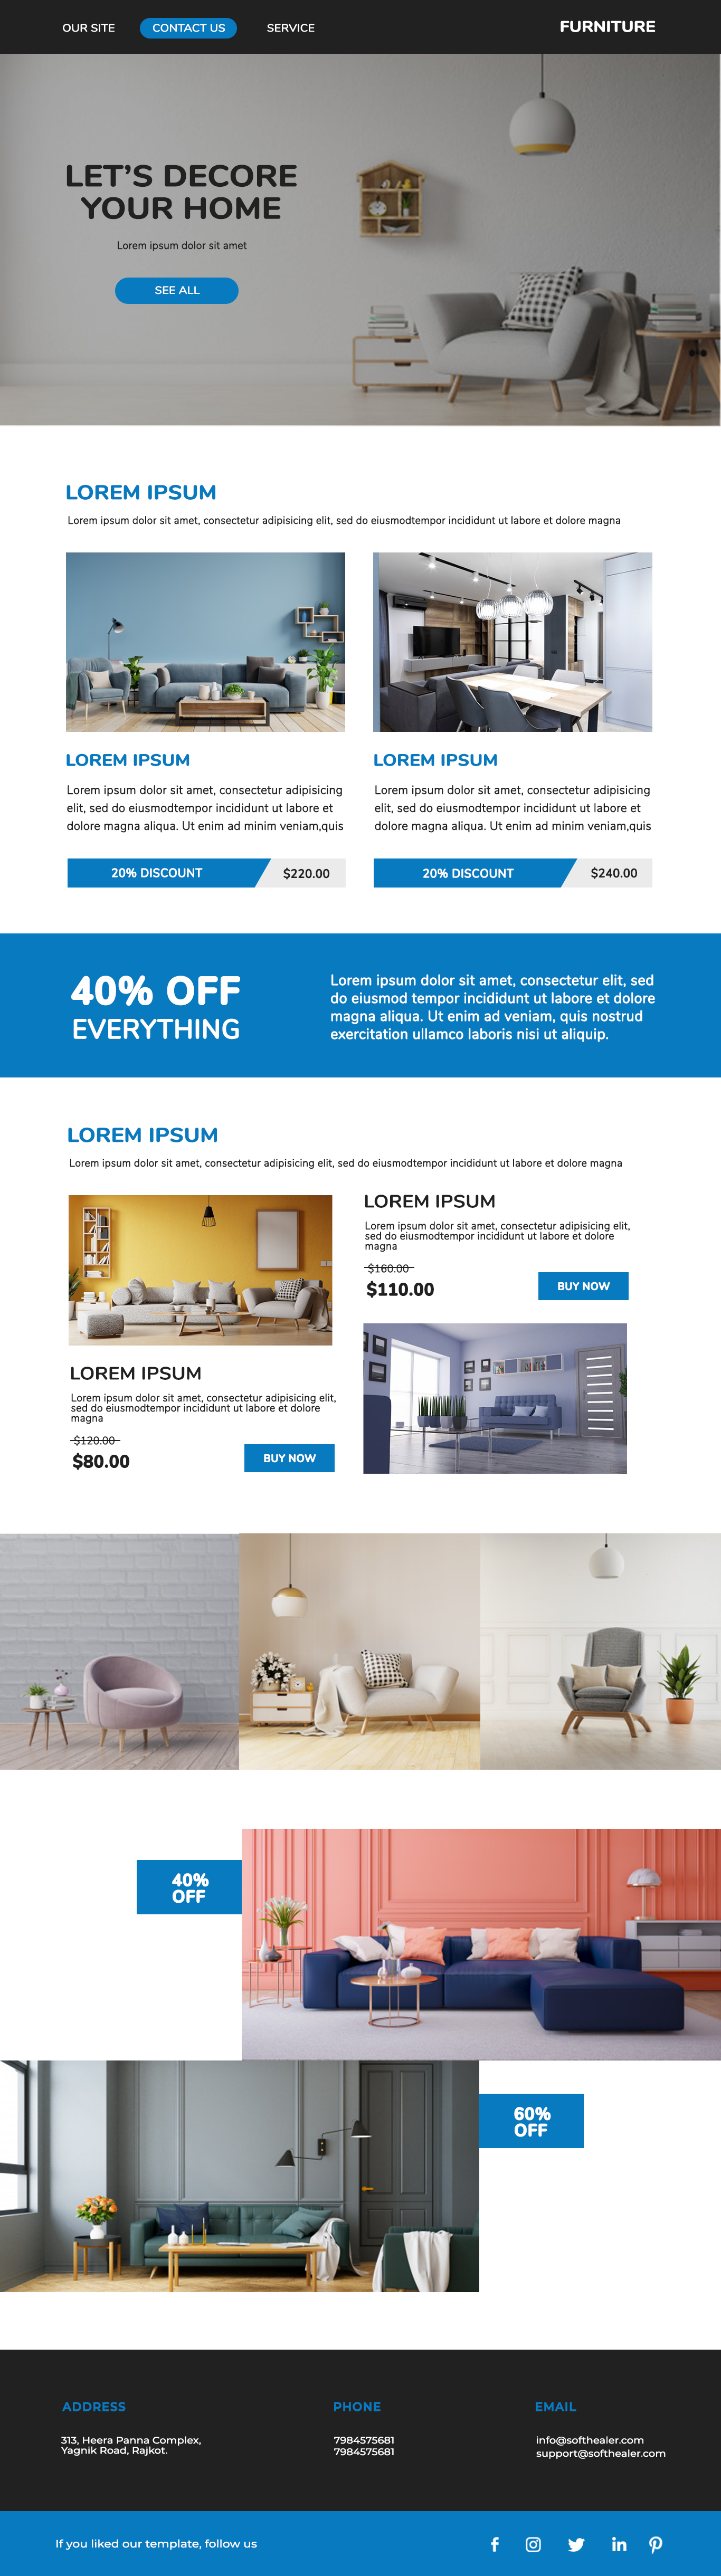 OUR SITE
CONTACT US
SERVICE
FURNITURE
LET'S DECORE
YOUR HOME
Lorem ipsum dolor sit amet
SEE ALL
LOREM IPSUM
Lorem ipsum dolor sit amet, consectetur adipisicing elit, sed do eiusmodtempor incididunt ut labore et dolore magna
LOREM IPSUM
Lorem ipsum dolor sit amet, consectetur adipisicing
elit, sed do eiusmodtempor incididunt ut labore et
dolore magna aliqua. Ut enim ad minim veniam,quis
20% DISCOUNT
$220.00
LOREM IPSUM
Lorem ipsum dolor sit amet, consectetur adipisicing
elit, sed do eiusmodtempor incididunt ut labore et
dolore magna aliqua. Ut enim ad minim veniam,quis
20% DISCOUNT
$240.00
40% OFF
EVERYTHING
Lorem ipsum dolor sit amet, consectetur elit, sed
do eiusmod tempor incididunt ut labore et dolore
magna aliqua. Ut enim ad veniam, quis nostrud
exercitation ullamco laboris nisi ut aliquip.
LOREM IPSUM
Lorem ipsum dolor sit amet, consectetur adipisicing elit, sed do eiusmodtempor incididunt ut labore et dolore magna
LOREM IPSUM
Lorem ipsum dolor sit amet, consectetur adipisicing elit,
sed do eiusmodtempor incididunt ut labore et dolore
magna
$160.00
$110.00
BUY NOW
LOREM IPSUM
Lorem ipsum dolor sit amet, consectetur adipisicing elit,
sed do eiusmodtempor incididunt ut labore et dolore
magna
$120.00
$80.00
BUY NOW
40%
OFF
60%
OFF
ADDRESS
313, Heera Panna Complex,
Yagnik Road, Rajkot.
PHONE
7984575681
7984575681
EMAIL
info@softhealer.com
support@softhealer.com
If you liked our template, follow us